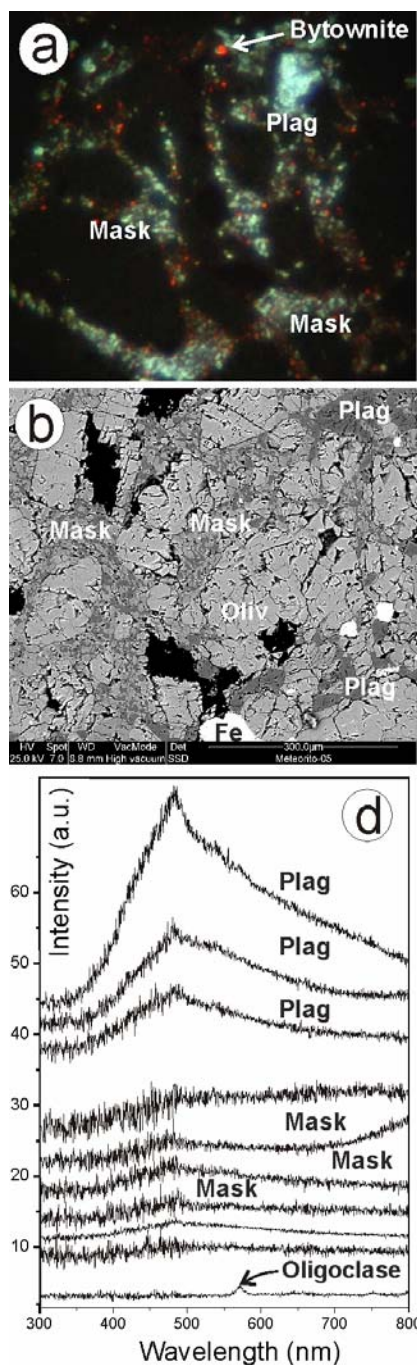 a
Bytownite
Plag
Mask
Mask
b
Plag
Mask
Mask
Oliv
Plag
Fe
HV Spot WD VacMode Det 300.0µm
25.0 kV 7.0 8.8 mm High vacuum SSD Meteorito-05
d
Intensity (a.u.)
60
50
40
30
20
10
Plag
Plag
Plag
Mask
Mask
Mask
Oligoclase
300 400 500 600 700 800
Wavelength (nm)